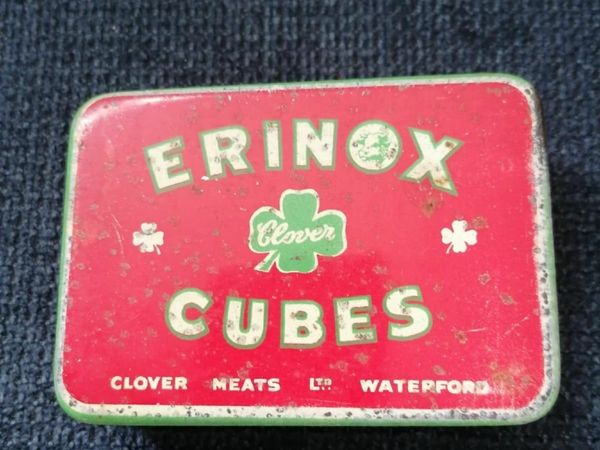 ERINOX
Clover
CUBES
CLOVER MEATS LTD. WATERFORD